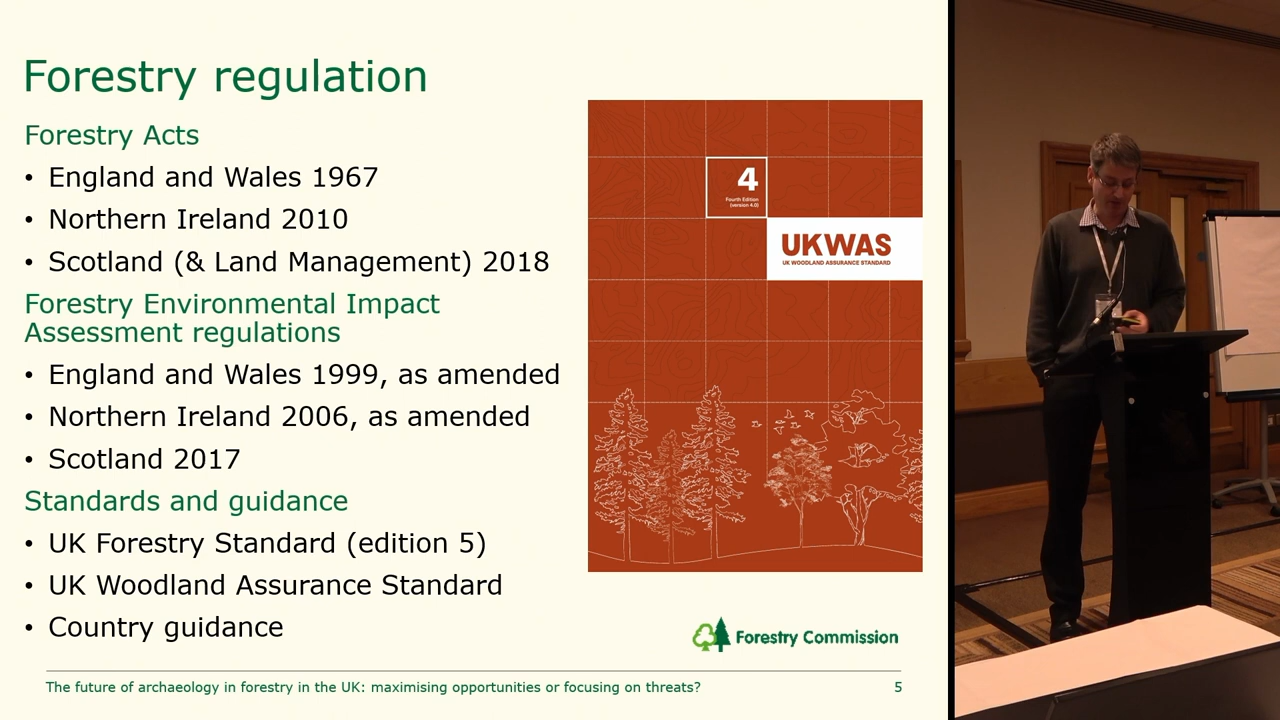 Forestry regulation
Forestry Acts
• England and Wales 1967
• Northern Ireland 2010
• Scotland (& Land Management) 2018
Forestry Environmental Impact
Assessment regulations
• England and Wales 1999, as amended
• Northern Ireland 2006, as amended
• Scotland 2017
Standards and guidance
• UK Forestry Standard (edition 5)
• UK Woodland Assurance Standard
• Country guidance
4
Fourth Edition
(version 4.0)
UKWAS
UK WOODLAND ASSURANCE STANDARD
Forestry Commission
The future of archaeology in forestry in the UK: maximising opportunities or focusing on threats?
5